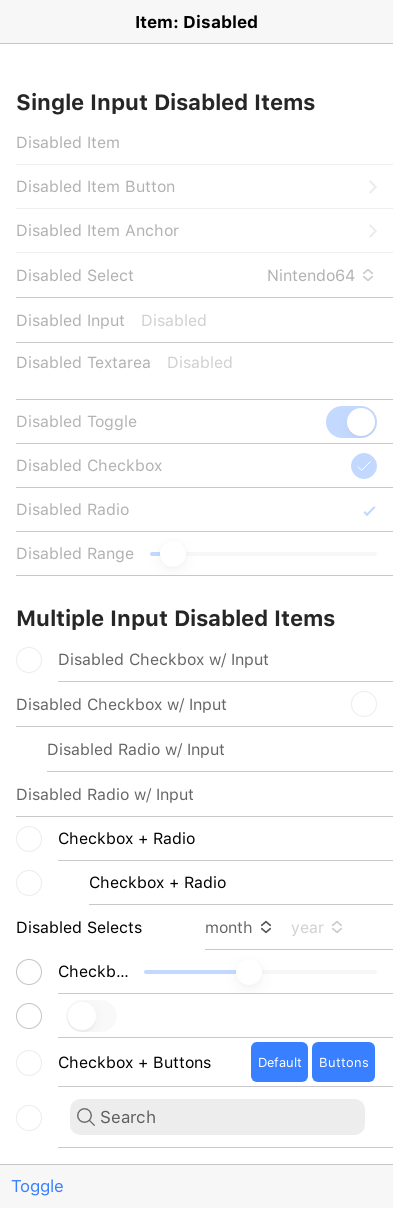 Item: Disabled
Single Input Disabled Items
Disabled Item
Disabled Item Button
Disabled Item Anchor
Disabled Select Nintendo64
Disabled Input Disabled
Disabled Textarea Disabled
Disabled Toggle
Disabled Checkbox
Disabled Radio
Disabled Range
Multiple Input Disabled Items
Disabled Checkbox w/ Input
Disabled Checkbox w/ Input
Disabled Radio w/ Input
Disabled Radio w/ Input
Checkbox + Radio
Checkbox + Radio
Disabled Selects month year
Checkb...
Checkbox + Buttons Default Buttons
Search
Toggle